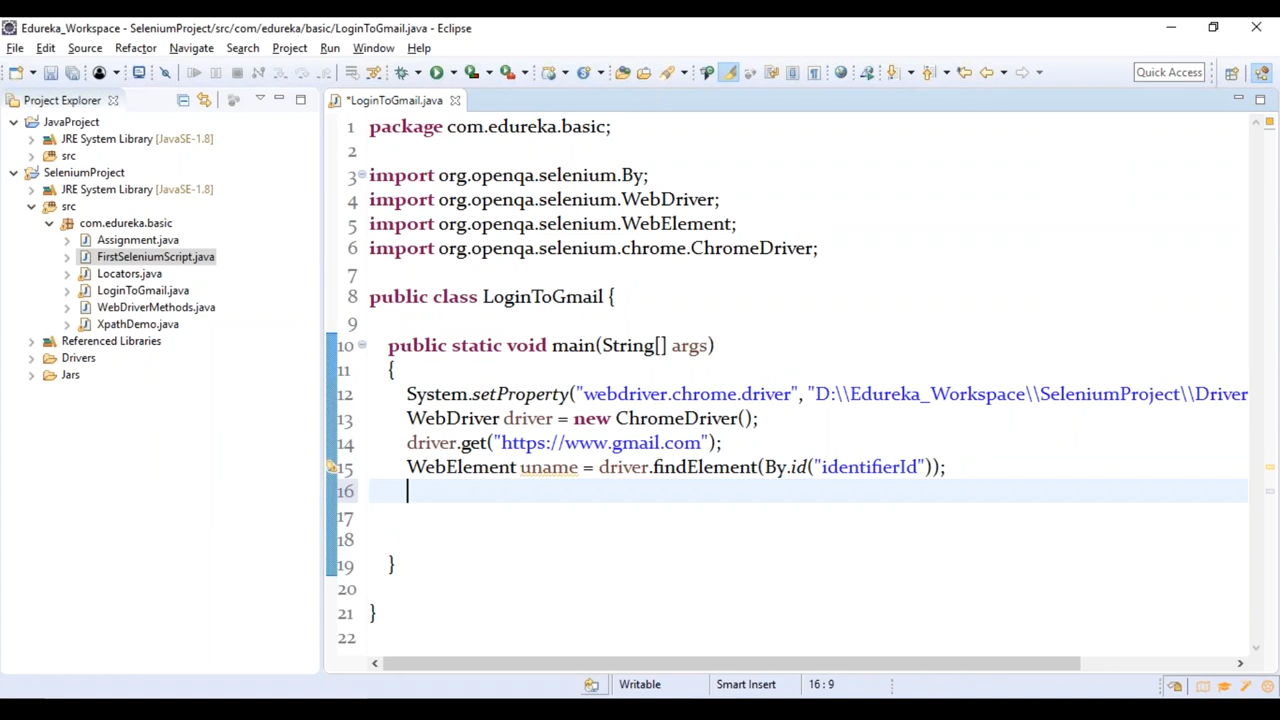 Edureka_Workspace - SeleniumProject/src/com/edureka/basic/LoginToGmail.java - Eclipse
File Edit Source Refactor Navigate Search Project Run Window Help
Quick Access
Project Explorer
*LoginToGmail.java
JavaProject
JRE System Library [JavaSE-1.8]
src
SeleniumProject
JRE System Library [JavaSE-1.8]
src
com.edureka.basic
Assignment.java
FirstSeleniumScript.java
Locators.java
LoginToGmail.java
WebDriverMethods.java
XpathDemo.java
Referenced Libraries
Drivers
Jars
1 package com.edureka.basic;
2
3 import org.openqa.selenium.By;
4 import org.openqa.selenium.WebDriver;
5 import org.openqa.selenium.WebElement;
6 import org.openqa.selenium.chrome.ChromeDriver;
7
8 public class LoginToGmail {
9
10 public static void main(String[] args)
11 {
12 System.setProperty("webdriver.chrome.driver", "D:\\Edureka_Workspace\\SeleniumProject\\Driver
13 WebDriver driver = new ChromeDriver();
14 driver.get("https://www.gmail.com");
15 WebElement uname = driver.findElement(By.id("identifierId"));
16
17
18
19 }
20
21 }
22
Writable Smart Insert 16 : 9